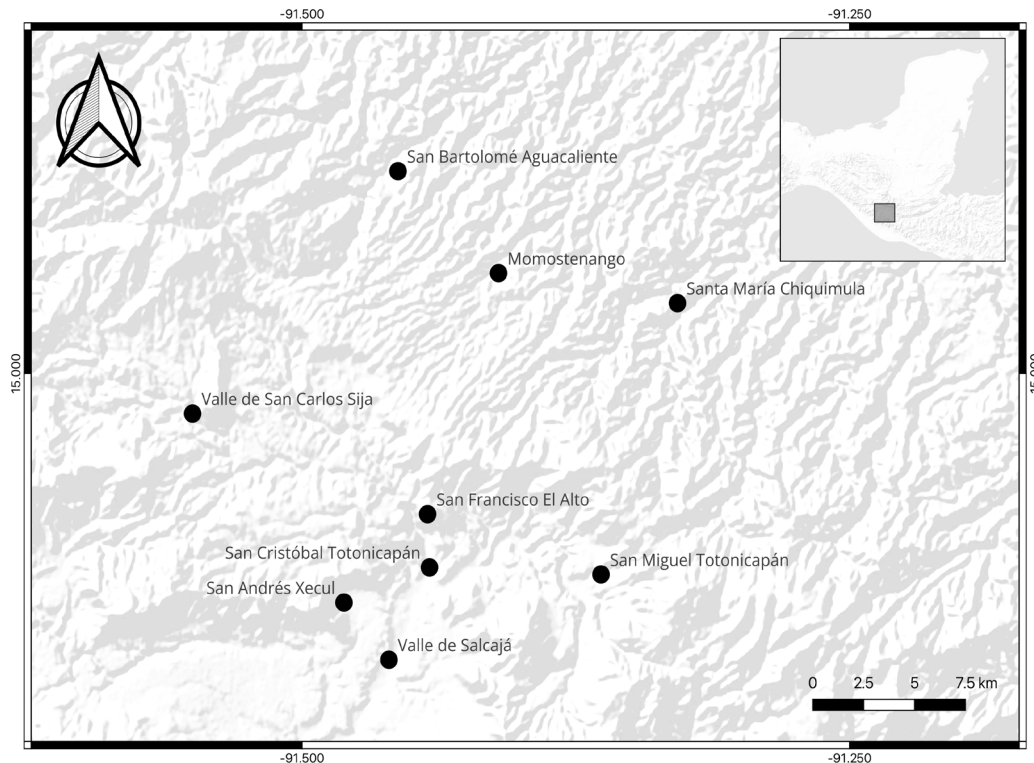 -91.500
-91.250
San Bartolomé Aguacaliente
Momostenango
Santa María Chiquimula
15.000
15.000
Valle de San Carlos Sija
San Francisco El Alto
San Cristóbal Totonicapán
San Miguel Totonicapán
San Andrés Xecul
Valle de Salcajá
0 2.5 5 7.5 km
-91.500
-91.250